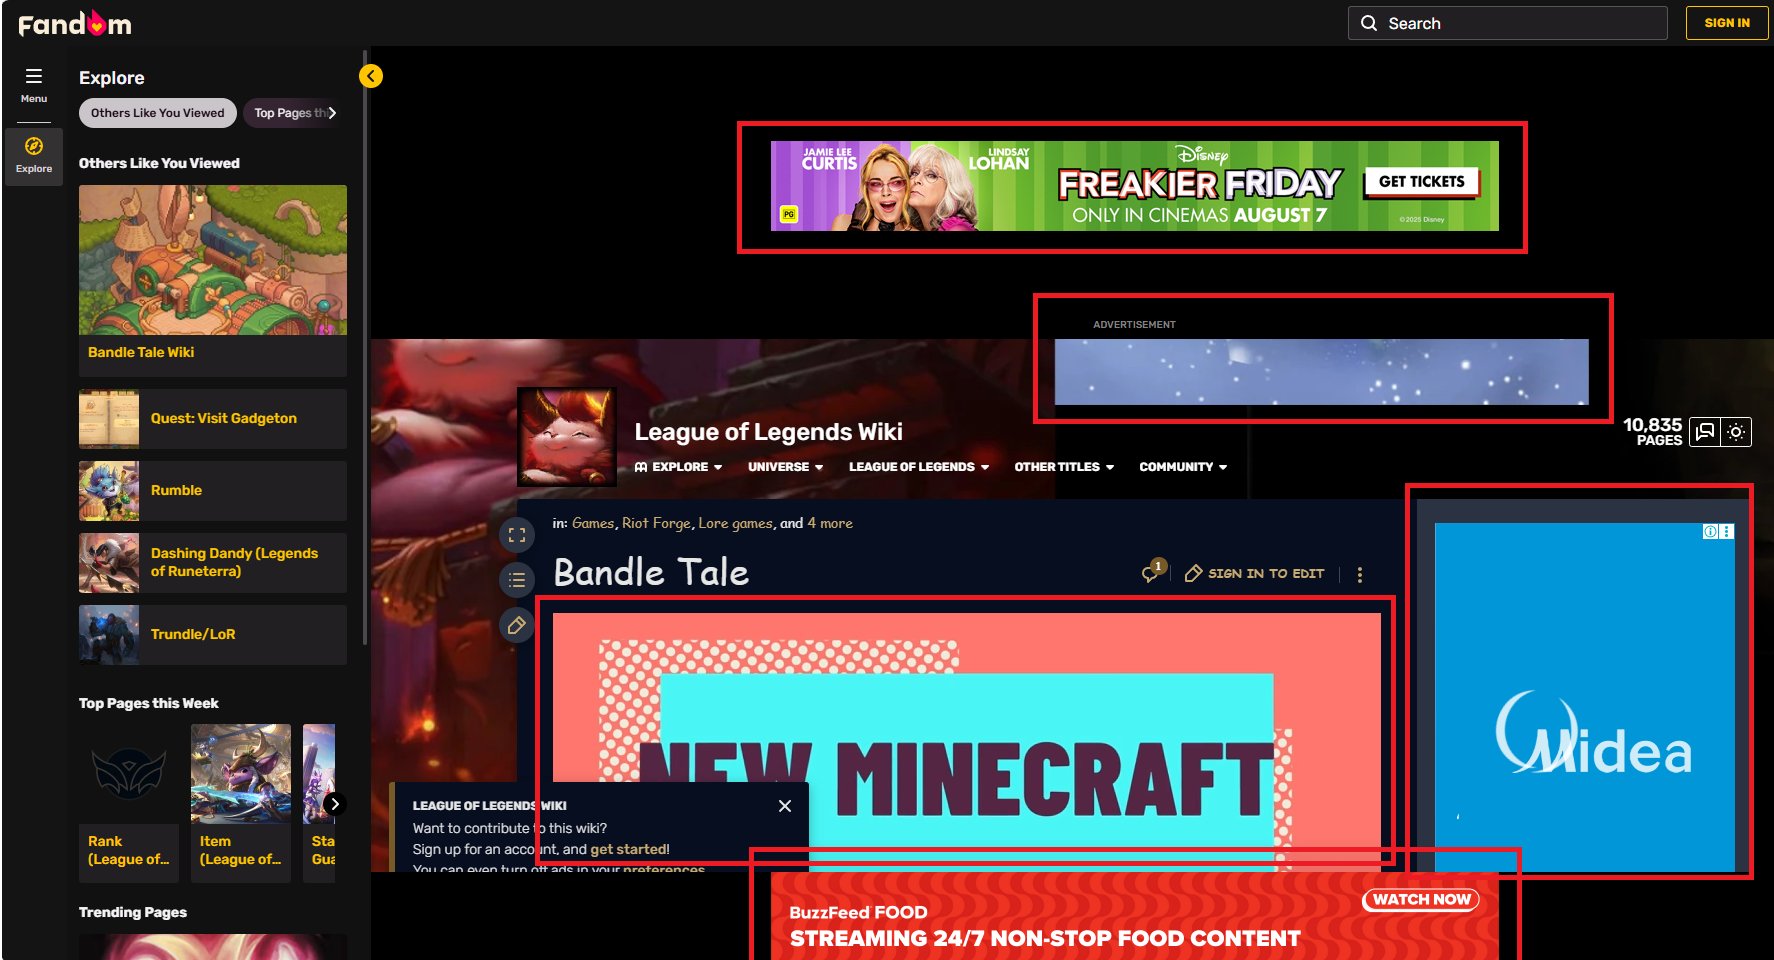 Fandom
Search
SIGN IN
Menu
Explore
Explore
Others Like You Viewed
Top Pages thi
Others Like You Viewed
Bandle Tale Wiki
Quest: Visit Gadgeton
Rumble
Dashing Dandy (Legends
of Runeterra)
Trundle/LoR
Top Pages this Week
Rank
(League of...
Item
(League of...
Sta
Gua
Trending Pages
JAMIE LEE
CURTIS
LINDSAY
LOHAN
PG
Disney
FREAKIER FRIDAY
ONLY IN CINEMAS AUGUST 7
GET TICKETS
© 2025 Disney
ADVERTISEMENT
League of Legends Wiki
EXPLORE
UNIVERSE
LEAGUE OF LEGENDS
OTHER TITLES
COMMUNITY
10,835
PAGES
in: Games, Riot Forge, Lore games, and 4 more
Bandle Tale
1
SIGN IN TO EDIT
NEW MINECRAFT
Midea
LEAGUE OF LEGENDS WIKI
Want to contribute to this wiki?
Sign up for an account, and get started!
You can even turn off ads in your preferences.
BuzzFeed FOOD
WATCH NOW
STREAMING 24/7 NON-STOP FOOD CONTENT